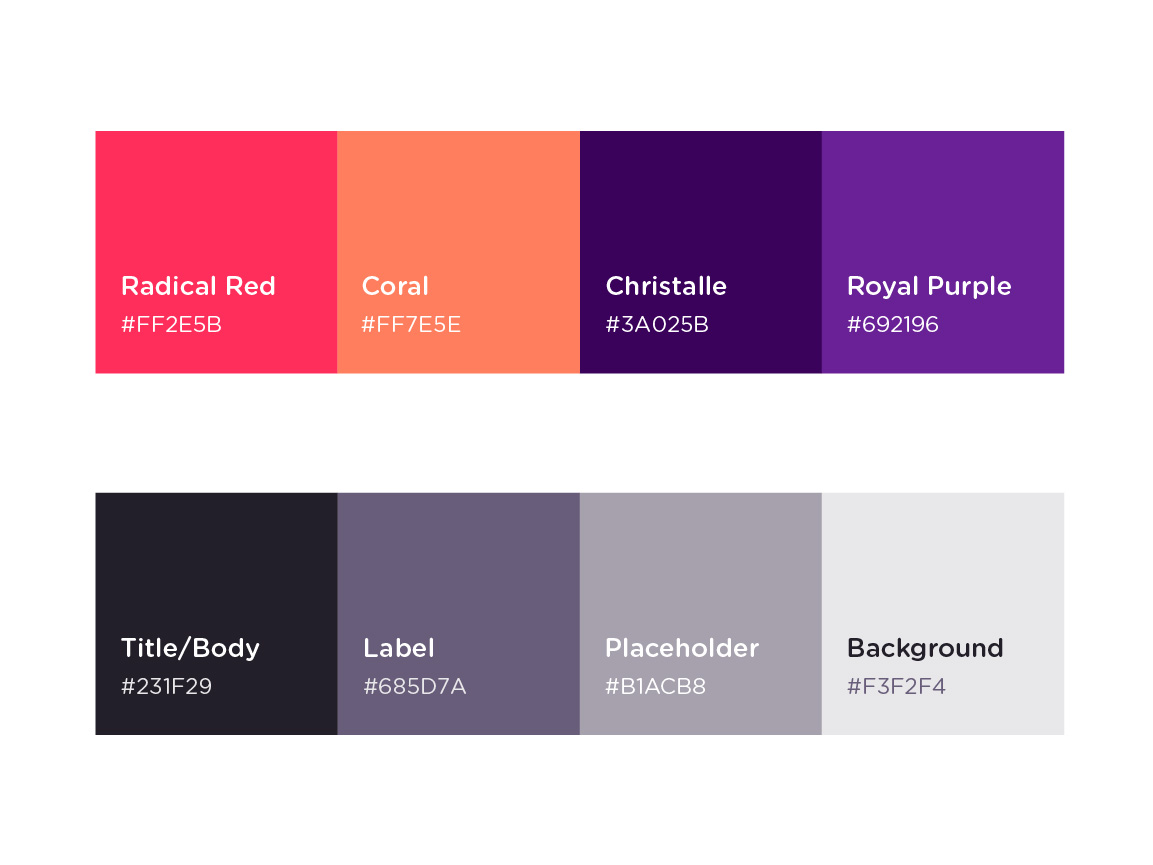 Radical Red
#FF2E5B
Coral
#FF7E5E
Christalle
#3A025B
Royal Purple
#692196
Title/Body
#231F29
Label
#685D7A
Placeholder
#B1ACB8
Background
#F3F2F4